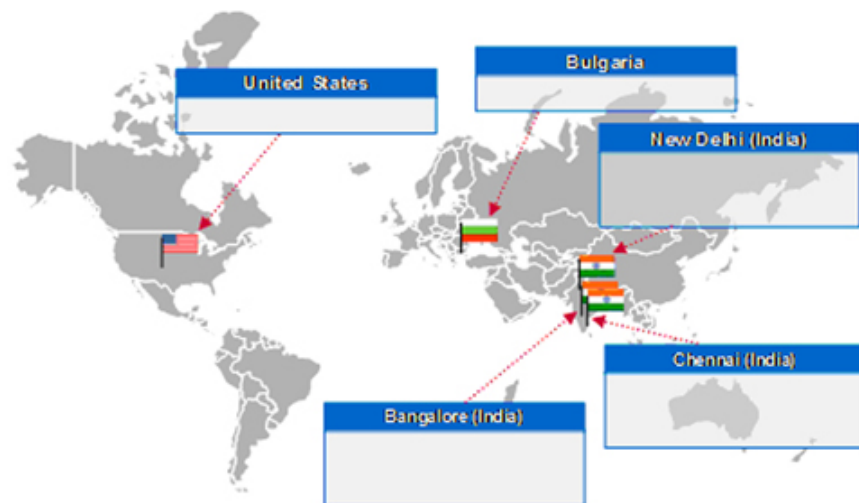 United States
Bulgaria
New Delhi (India)
Chennai (India)
Bangalore (India)